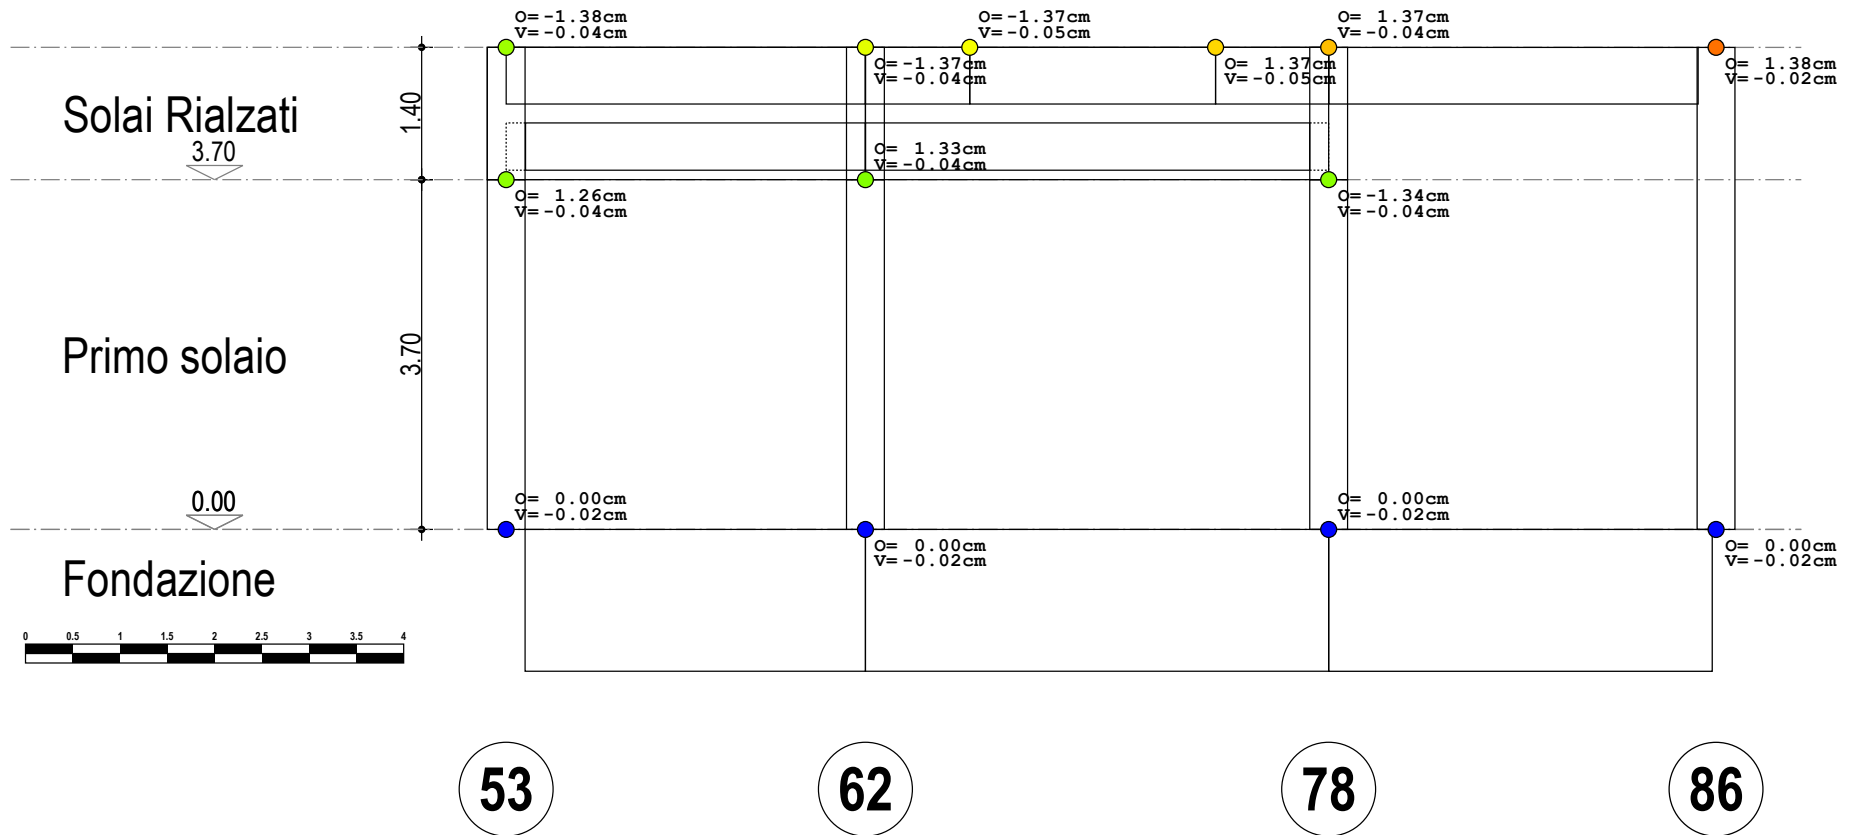 O=-1.38cm
V=-0.04cm
O=-1.37cm
V=-0.05cm
O= 1.37cm
V=-0.04cm
O=-1.37cm
V=-0.04cm
O= 1.37cm
V=-0.05cm
O= 1.38cm
V=-0.02cm
Solai Rialzati
3.70
1.40
O= 1.33cm
V=-0.04cm
O= 1.26cm
V=-0.04cm
O=-1.34cm
V=-0.04cm
Primo solaio
3.70
0.00
O= 0.00cm
V=-0.02cm
O= 0.00cm
V=-0.02cm
O= 0.00cm
V=-0.02cm
O= 0.00cm
V=-0.02cm
Fondazione
0 0.5 1 1.5 2 2.5 3 3.5 4
53 62 78 86